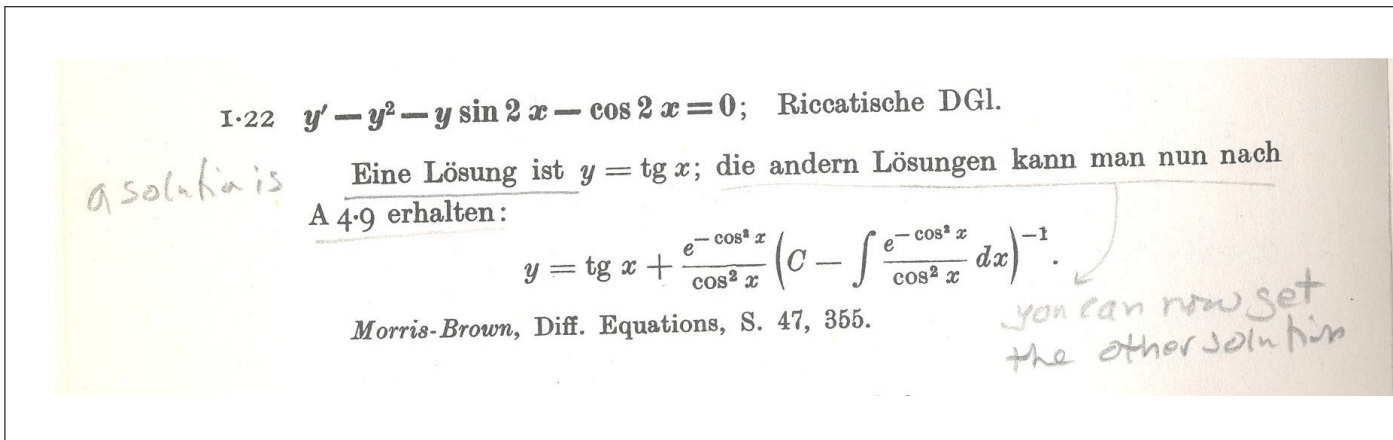 I·22 y′ — y² — y sin 2 x — cos 2 x = 0; Riccatische DGl.
a solution is
Eine Lösung ist y = tg x; die andern Lösungen kann man nun nach
A 4·9 erhalten:
y = tg x + e^{— cos² x}/cos² x (C — ∫ e^{— cos² x}/cos² x dx)^{—1}.
you can now get
the other solution
Morris-Brown, Diff. Equations, S. 47, 355.